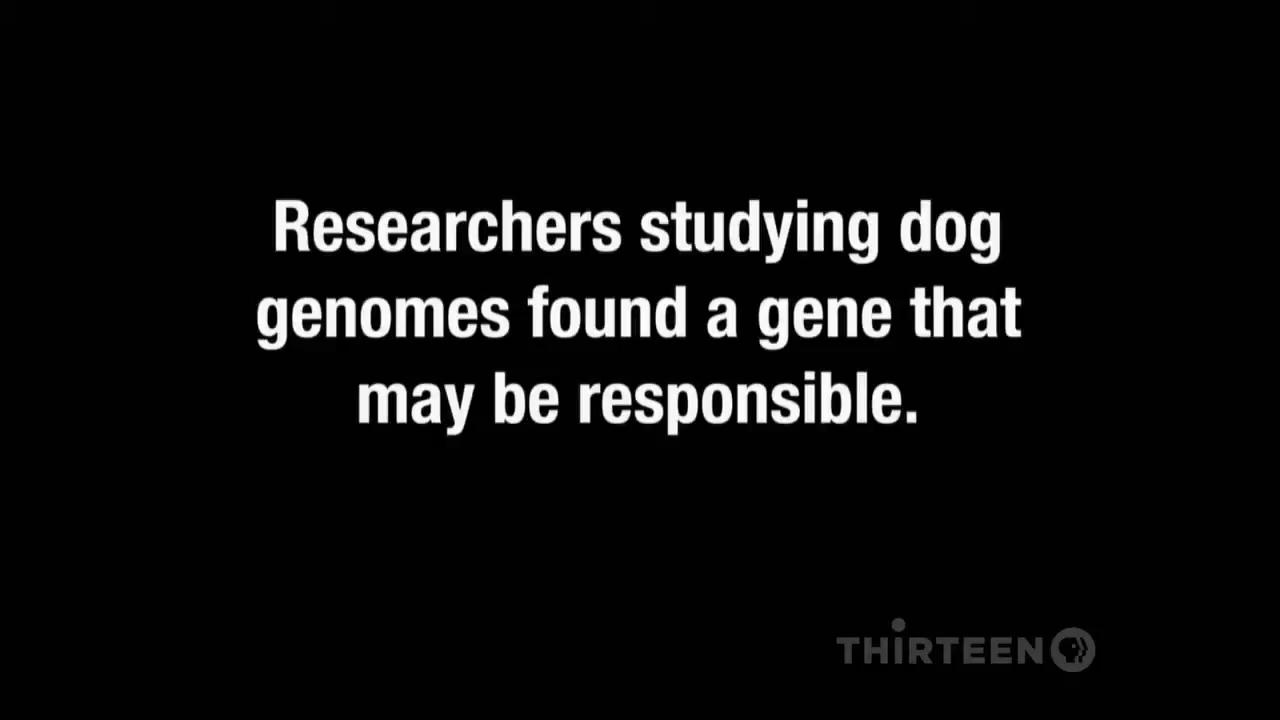 Researchers studying dog
genomes found a gene that
may be responsible.
THiRTEEN